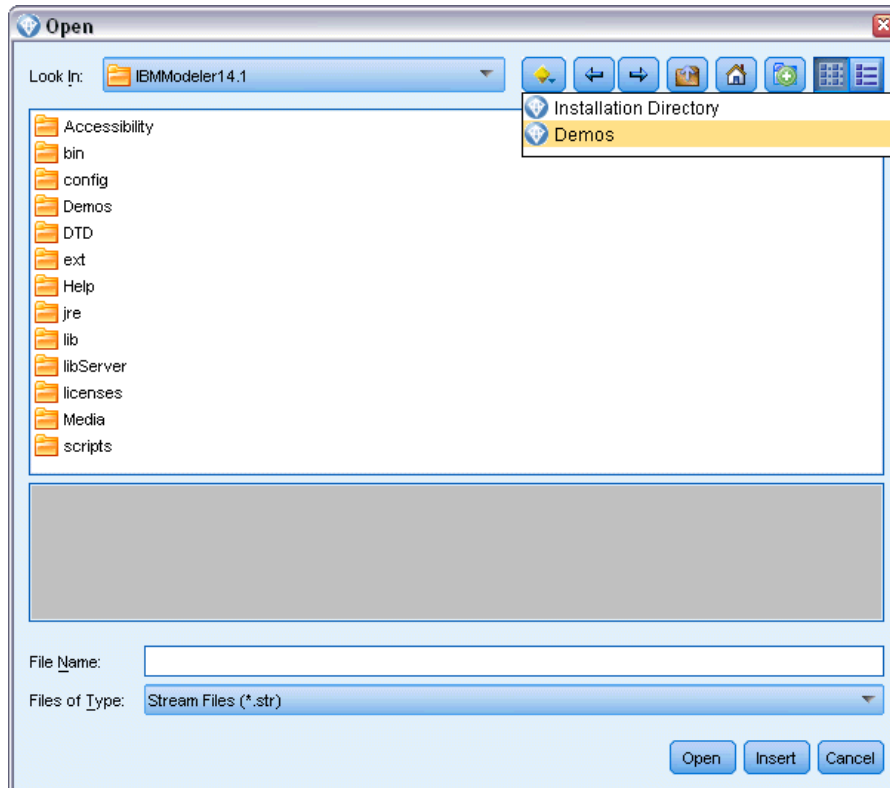 Open
Look In: IBMModeler14.1
Installation Directory
Demos
Accessibility
bin
config
Demos
DTD
ext
Help
jre
lib
libServer
licenses
Media
scripts
File Name:
Files of Type: Stream Files (*.str)
Open Insert Cancel